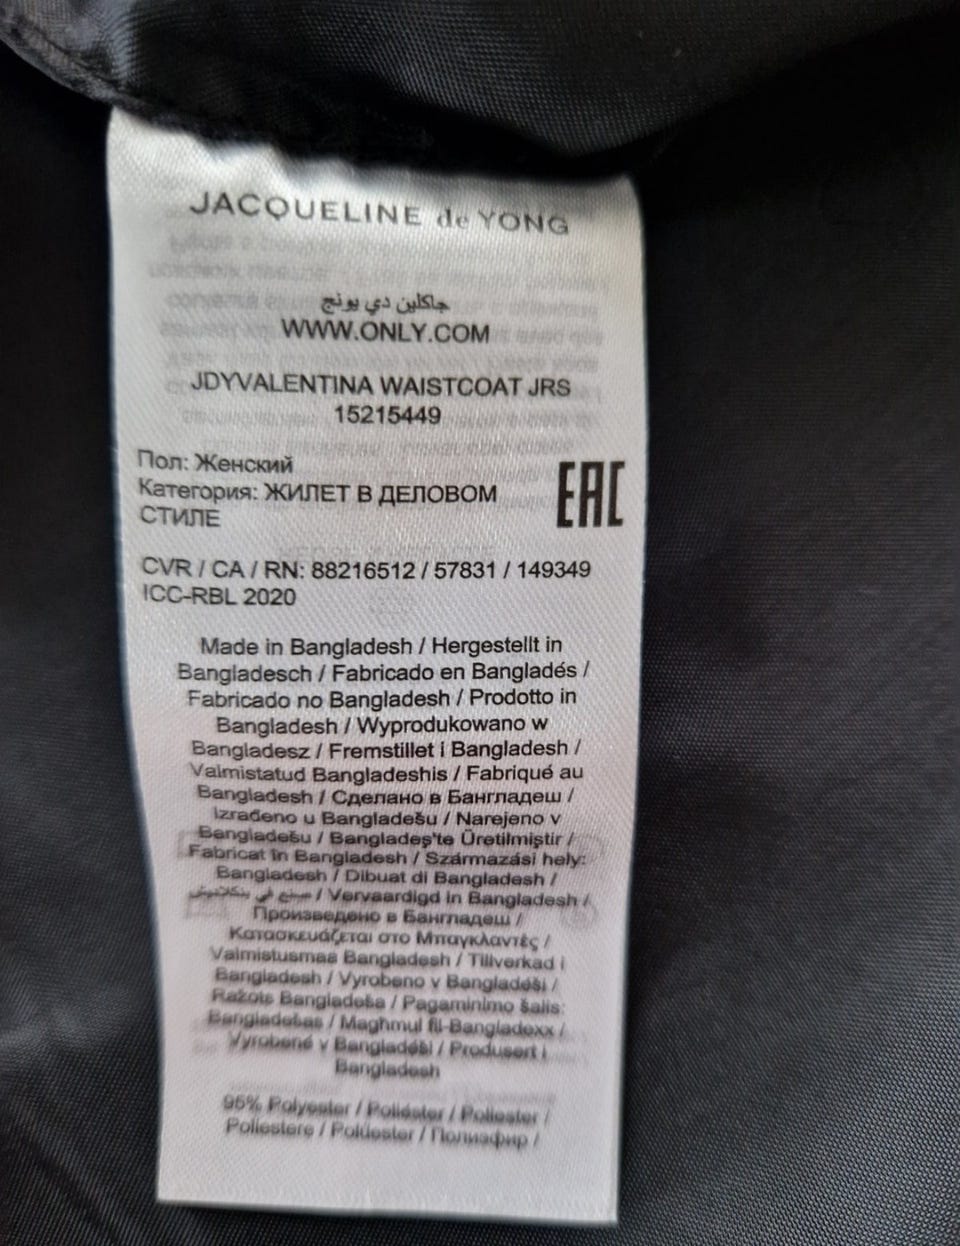 JACQUELINE de YONG
جاكلين دي يونج
WWW.ONLY.COM
JDYVALENTINA WAISTCOAT JRS
15215449
Пол: Женский
Категория: ЖИЛЕТ В ДЕЛОВОМ
СТИЛЕ
EAC
CVR / CA / RN: 88216512 / 57831 / 149349
ICC-RBL 2020
Made in Bangladesh / Hergestellt in
Bangladesch / Fabricado en Bangladés /
Fabricado no Bangladesh / Prodotto in
Bangladesh / Wyprodukowano w
Bangladesz / Fremstillet i Bangladesh /
Valmistatud Bangladeshis / Fabriqué au
Bangladesh / Сделано в Бангладеш /
Izrađeno u Bangladešu / Narejeno v
Bangladešu / Bangladeş'te Üretilmiştir /
Fabricat în Bangladesh / Származási hely:
Bangladesh / Dibuat di Bangladesh /
صنع في بنگلاديش / Vervaardigd in Bangladesh /
Произведено в Бангладеш /
Κατασκευάζεται στο Μπαγκλαντές /
Valmistusmaa Bangladesh / Tillverkad i
Bangladesh / Vyrobeno v Bangladéši /
Ražots Bangladeša / Pagaminimo šalis:
Bangladešas / Magħmul fil-Bangladexx /
Vyrobené v Bangladéši / Produsert i
Bangladesh
95% Polyester / Poliéster / Poliester /
Poliestere / Polüester / Полиэфир /